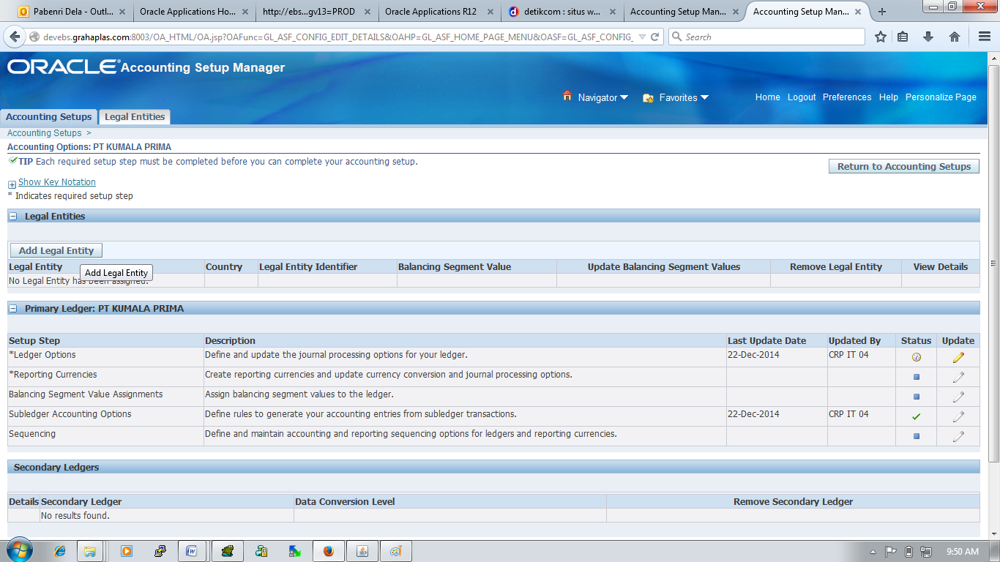 Pabenri Dela - Outl...
Oracle Applications Ho...
http://ebs...gv13=PROD
Oracle Applications R12
detikcom : situs w...
Accounting Setup Man...
Accounting Setup Man...
devebs.grahaplas.com:8003/OA_HTML/OA.jsp?OAFunc=GL_ASF_CONFIG_EDIT_DETAILS&OAHP=GL_ASF_HOME_PAGE_MENU&OASF=GL_ASF_CONFIG_
Search
ORACLE® Accounting Setup Manager
Navigator
Favorites
Home Logout Preferences Help Personalize Page
Accounting Setups
Legal Entities
Accounting Setups >
Accounting Options: PT KUMALA PRIMA
TIP Each required setup step must be completed before you can complete your accounting setup.
Return to Accounting Setups
Show Key Notation
* Indicates required setup step
Legal Entities
Add Legal Entity
Legal Entity Country Legal Entity Identifier Balancing Segment Value Update Balancing Segment Values Remove Legal Entity View Details
Add Legal Entity
No Legal Entity has been assigned.
Primary Ledger: PT KUMALA PRIMA
Setup Step Description Last Update Date Updated By Status Update
*Ledger Options Define and update the journal processing options for your ledger. 22-Dec-2014 CRP IT 04
*Reporting Currencies Create reporting currencies and update currency conversion and journal processing options.
Balancing Segment Value Assignments Assign balancing segment values to the ledger.
Subledger Accounting Options Define rules to generate your accounting entries from subledger transactions. 22-Dec-2014 CRP IT 04
Sequencing Define and maintain accounting and reporting sequencing options for ledgers and reporting currencies.
Secondary Ledgers
Details Secondary Ledger Data Conversion Level Remove Secondary Ledger
No results found.
9:50 AM